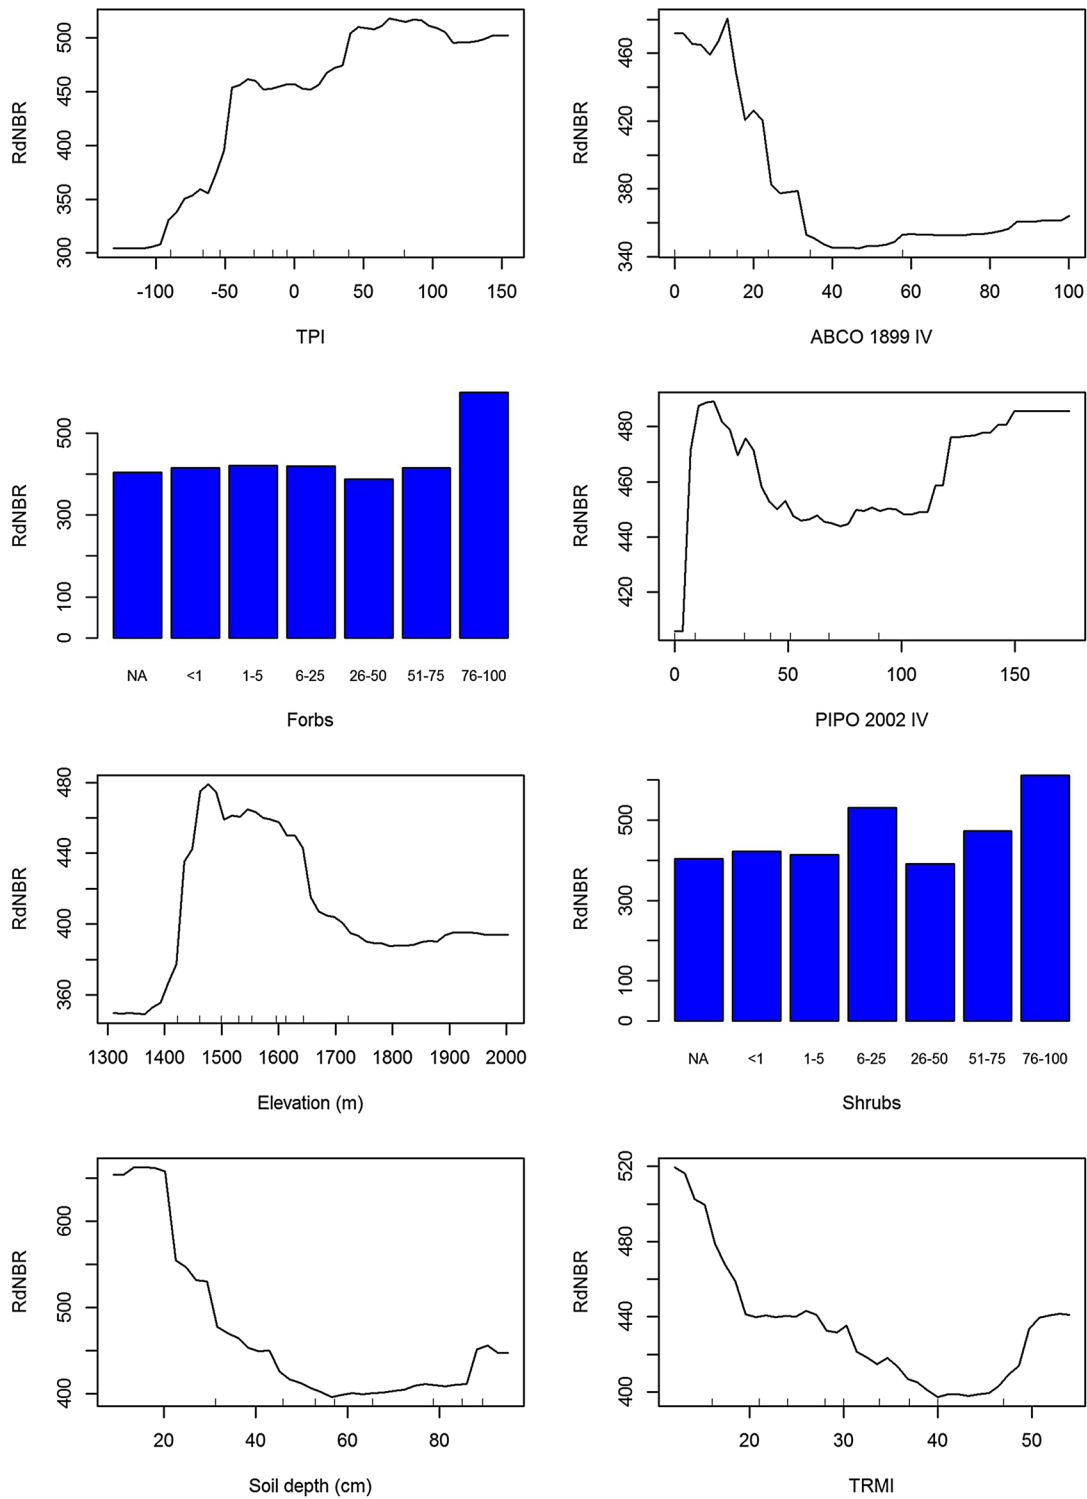 RdNBR
300 350 400 450 500
-100 -50 0 50 100 150
TPI
RdNBR
340 380 420 460
0 20 40 60 80 100
ABCO 1899 IV
RdNBR
0 100 300 500
NA <1 1-5 6-25 26-50 51-75 76-100
Forbs
RdNBR
420 440 460 480
0 50 100 150
PIPO 2002 IV
RdNBR
360 400 440 480
1300 1400 1500 1600 1700 1800 1900 2000
Elevation (m)
RdNBR
0 100 300 500
NA <1 1-5 6-25 26-50 51-75 76-100
Shrubs
RdNBR
400 500 600
20 40 60 80
Soil depth (cm)
RdNBR
400 440 480 520
20 30 40 50
TRMI